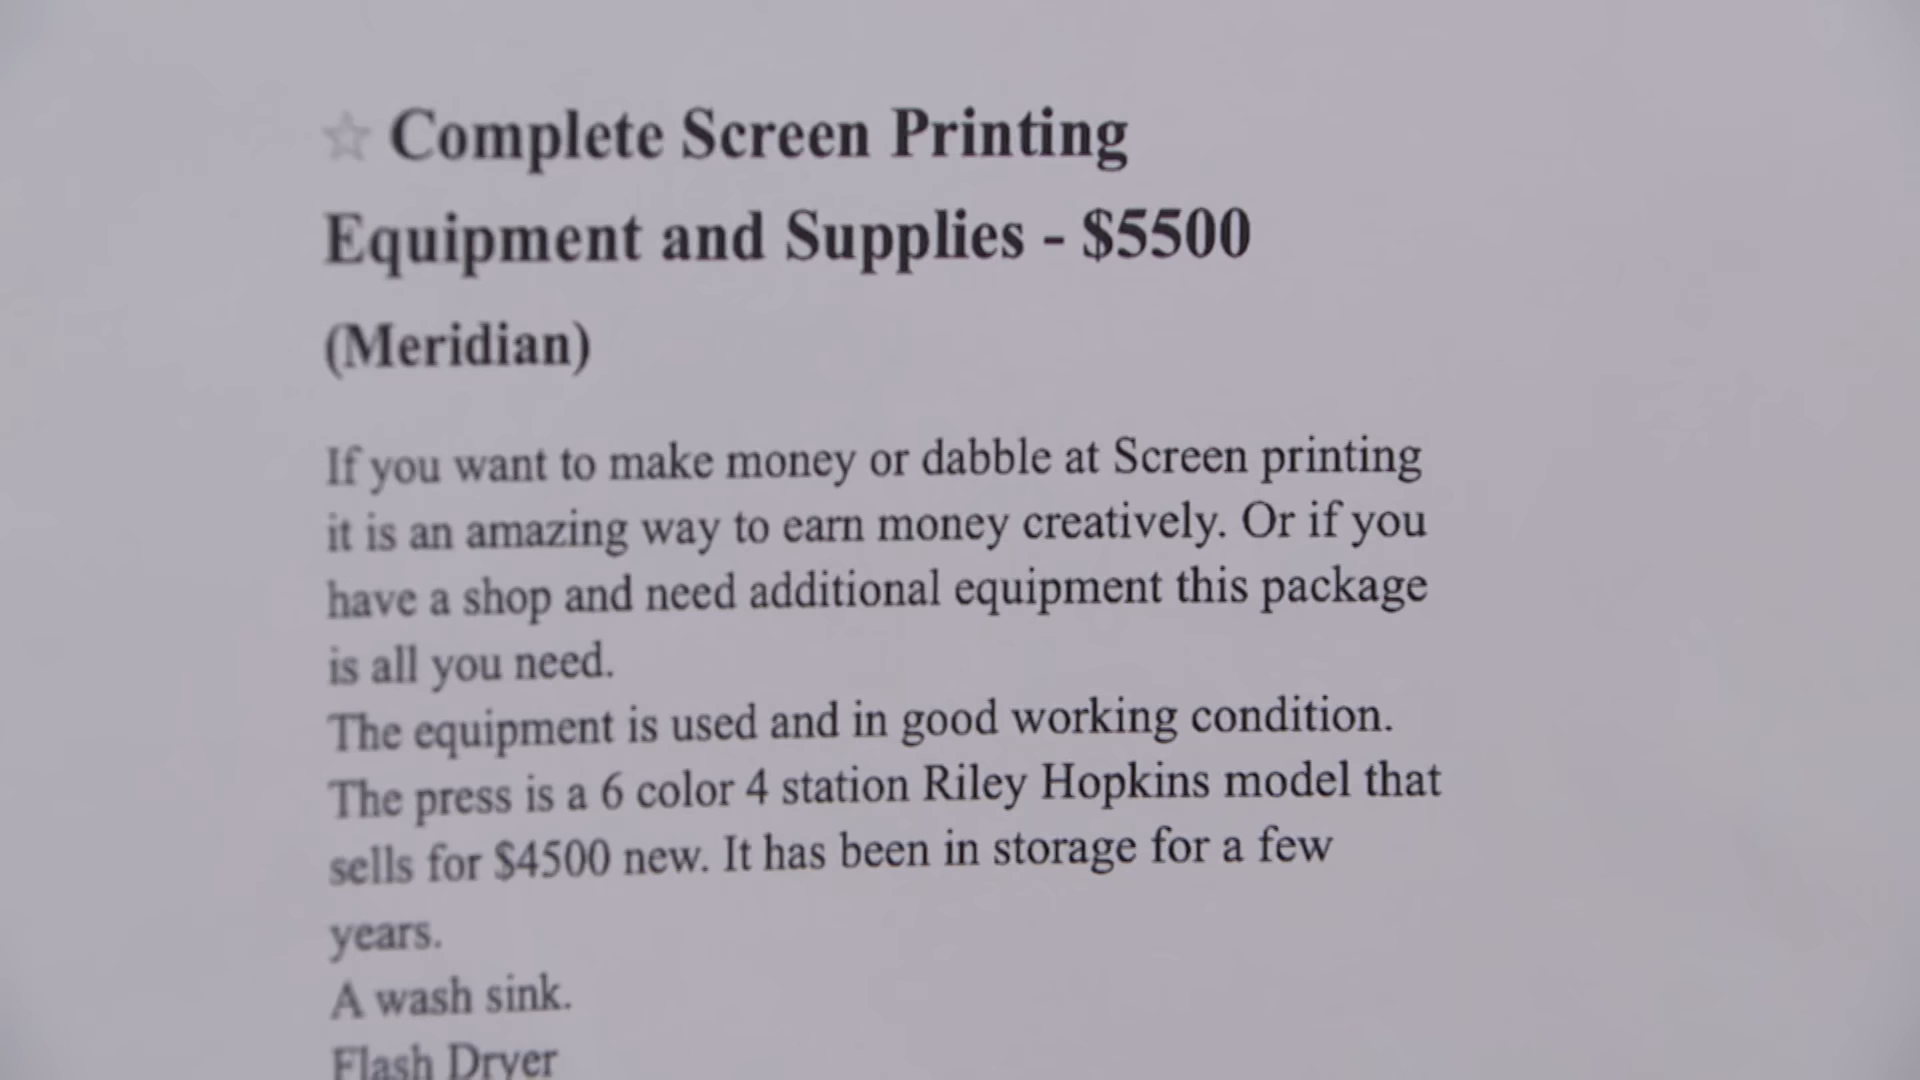 ☆ Complete Screen Printing
Equipment and Supplies - $5500
(Meridian)
If you want to make money or dabble at Screen printing
it is an amazing way to earn money creatively. Or if you
have a shop and need additional equipment this package
is all you need.
The equipment is used and in good working condition.
The press is a 6 color 4 station Riley Hopkins model that
sells for $4500 new. It has been in storage for a few
years.
A wash sink.
Flash Dryer